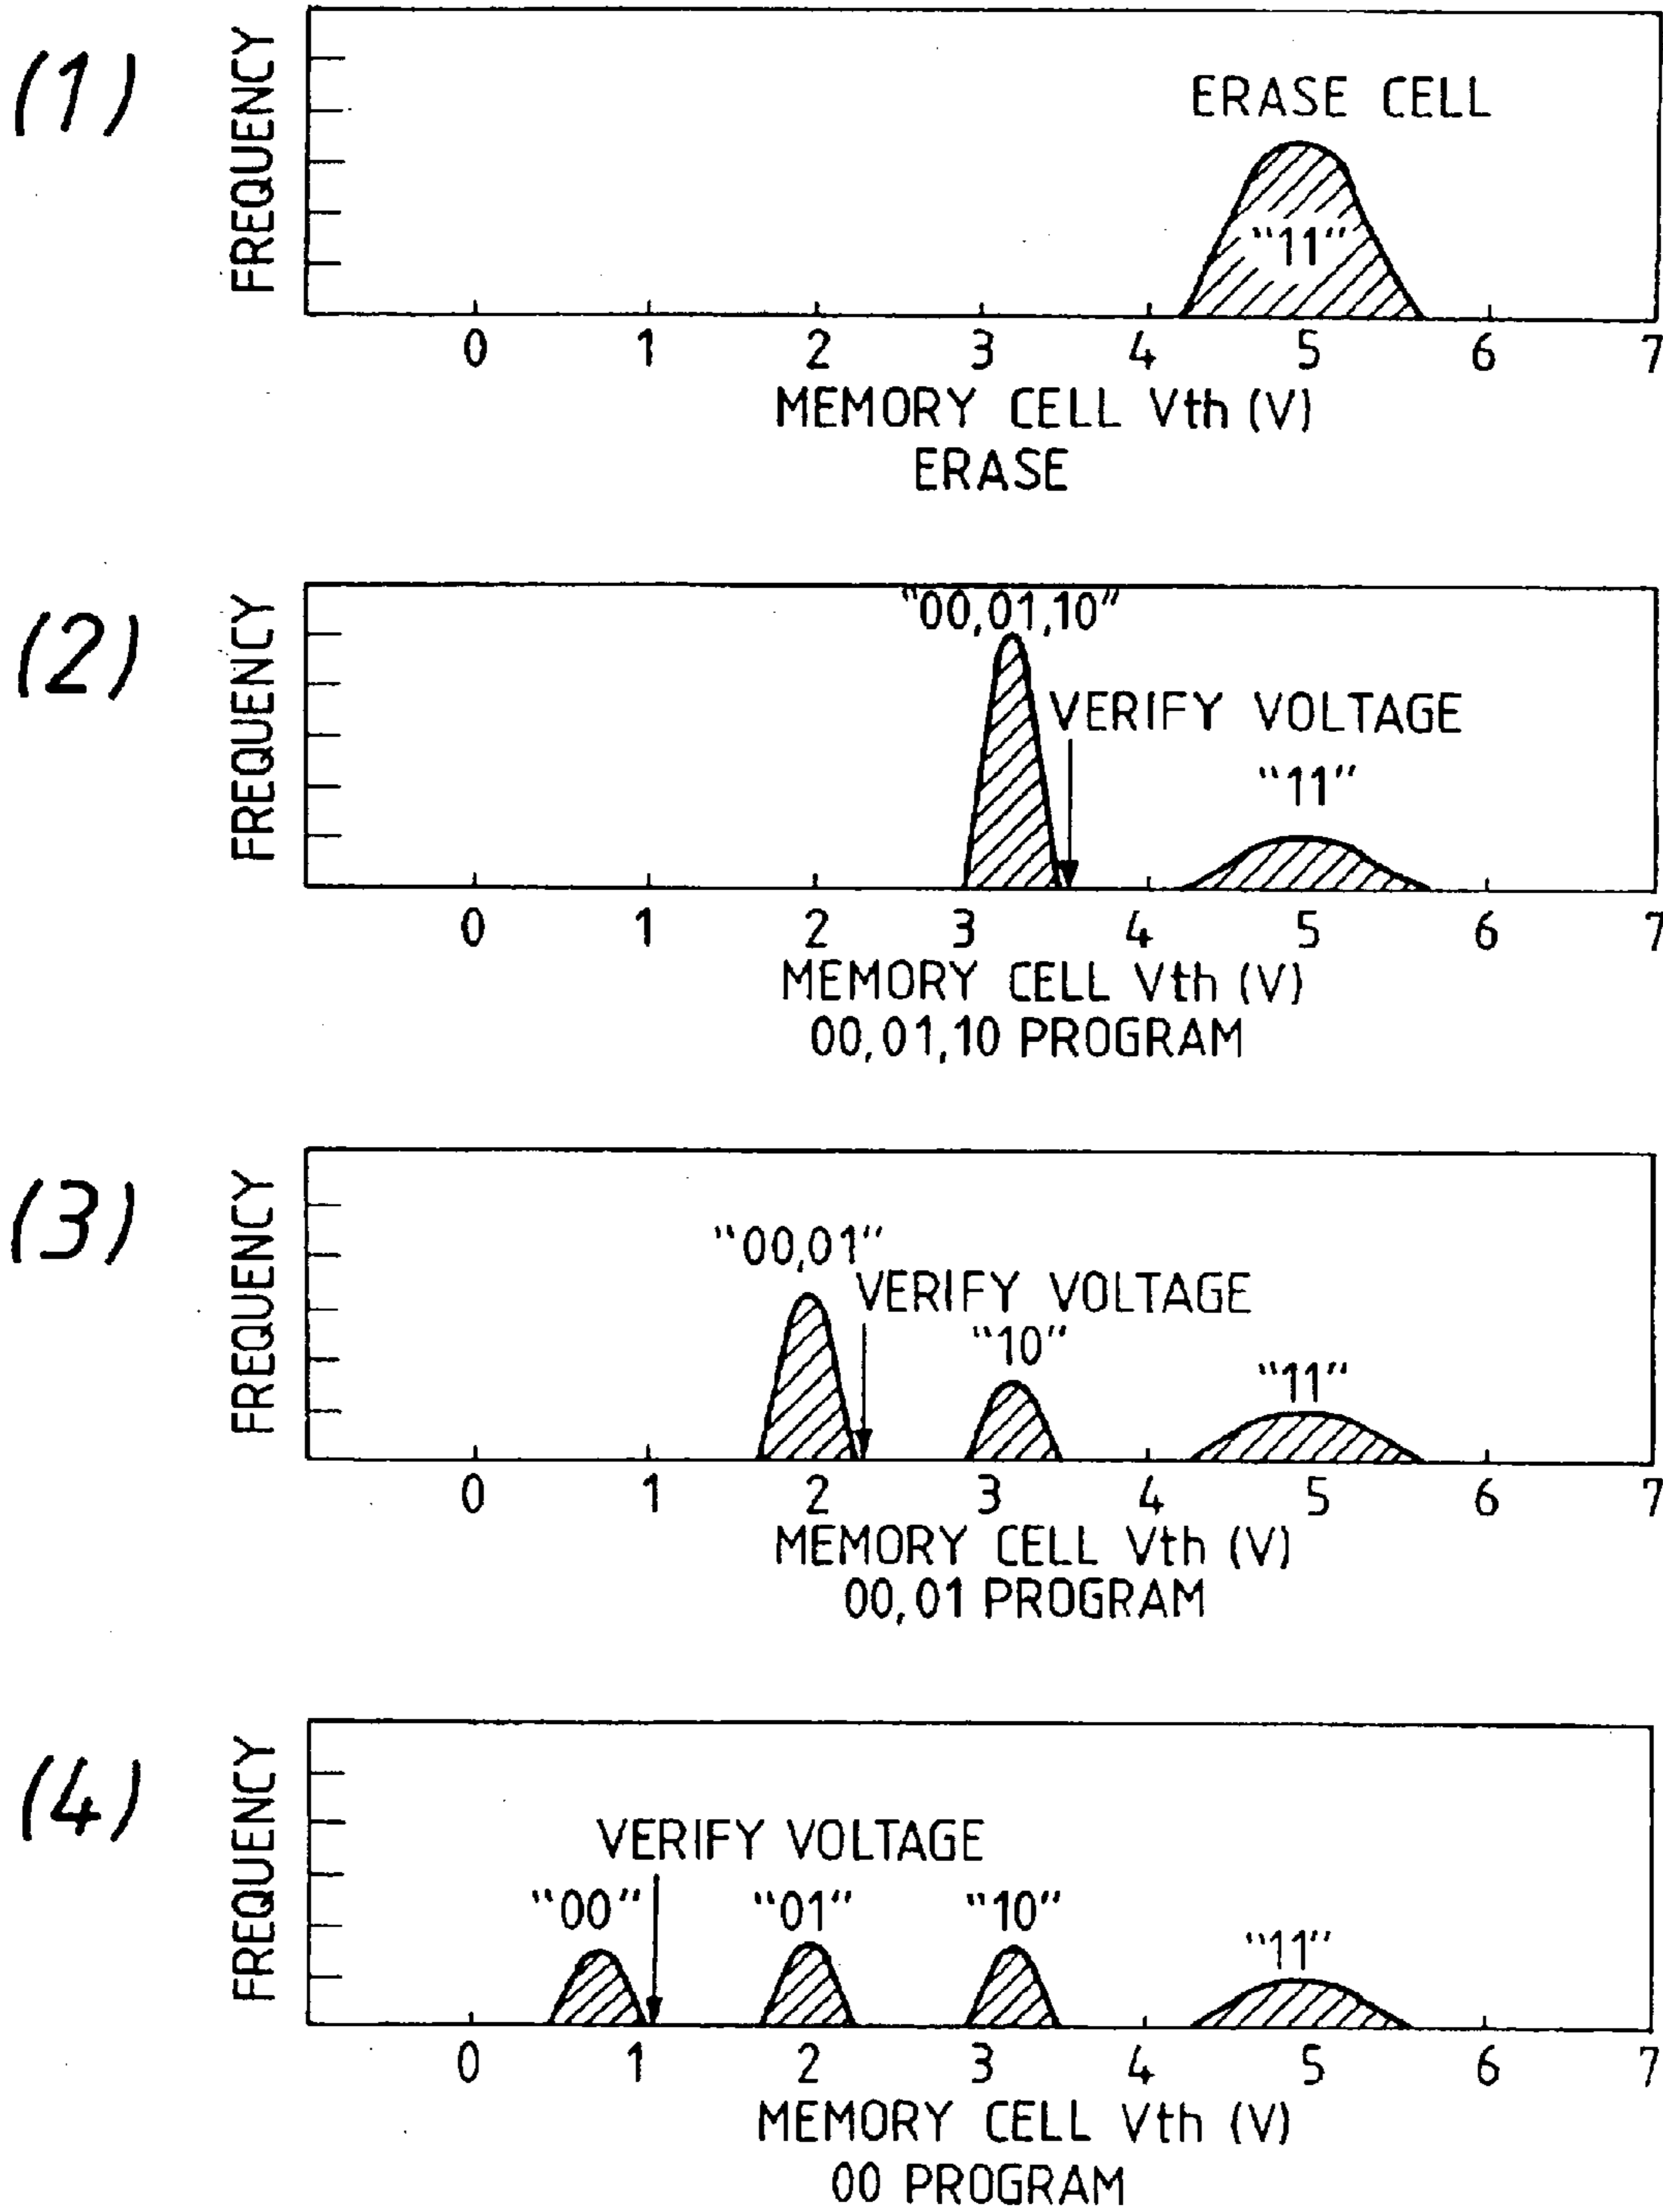 (1)
FREQUENCY
ERASE CELL
“11”
0 1 2 3 4 5 6 7
MEMORY CELL Vth (V)
ERASE
(2)
FREQUENCY
“00,01,10”
VERIFY VOLTAGE
“11”
0 1 2 3 4 5 6 7
MEMORY CELL Vth (V)
00,01,10 PROGRAM
(3)
FREQUENCY
“00,01”
VERIFY VOLTAGE
“10”
“11”
0 1 2 3 4 5 6 7
MEMORY CELL Vth (V)
00,01 PROGRAM
(4)
FREQUENCY
VERIFY VOLTAGE
“00” “01” “10” “11”
0 1 2 3 4 5 6 7
MEMORY CELL Vth (V)
00 PROGRAM